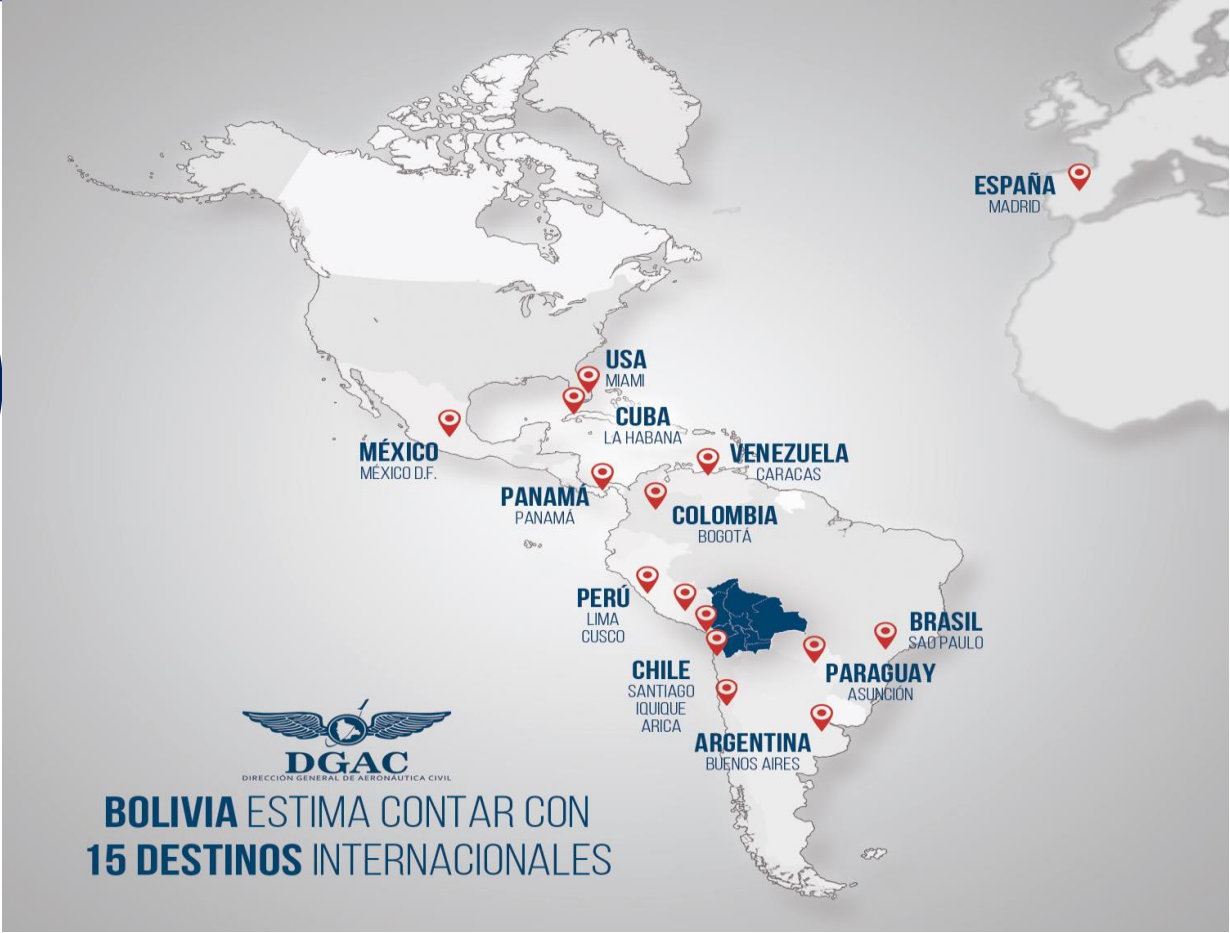 ESPAÑA
MADRID
USA
MIAMI
CUBA
LA HABANA
MÉXICO
MÉXICO D.F.
VENEZUELA
CARACAS
PANAMÁ
PANAMÁ
COLOMBIA
BOGOTÁ
PERÚ
LIMA
CUSCO
BRASIL
SAO PAULO
CHILE
SANTIAGO
IQUIQUE
ARICA
PARAGUAY
ASUNCIÓN
ARGENTINA
BUENOS AIRES
DGAC
DIRECCIÓN GENERAL DE AERONÁUTICA CIVIL
BOLIVIA ESTIMA CONTAR CON
15 DESTINOS INTERNACIONALES